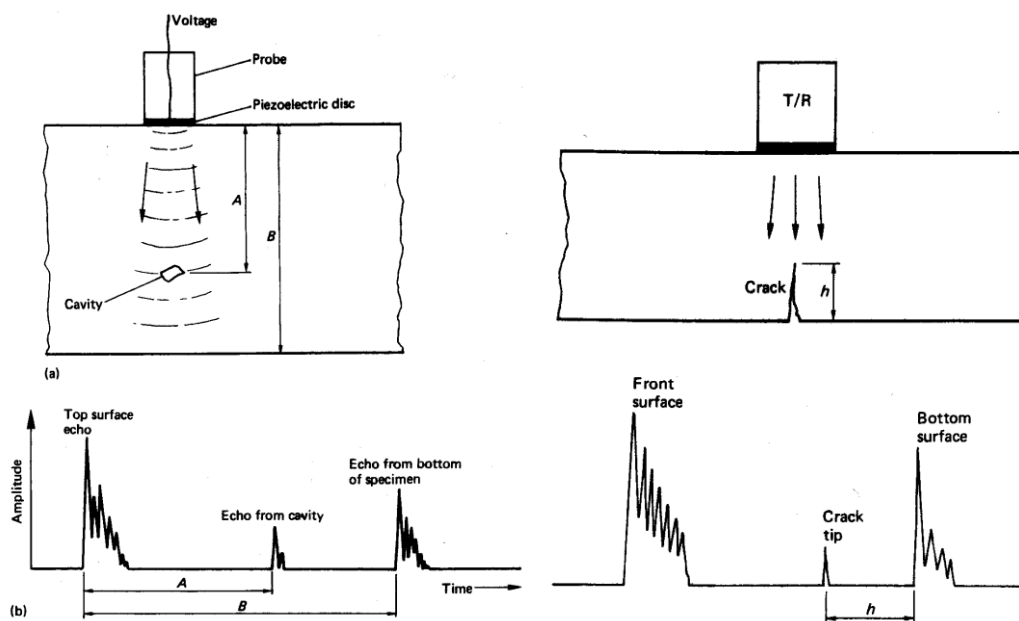 Voltage
Probe
Piezoelectric disc
A
B
Cavity
(a)
Top surface
echo
Amplitude
Echo from cavity
Echo from bottom
of specimen
A
B
Time
(b)
T/R
Crack
h
Front
surface
Crack
tip
Bottom
surface
h